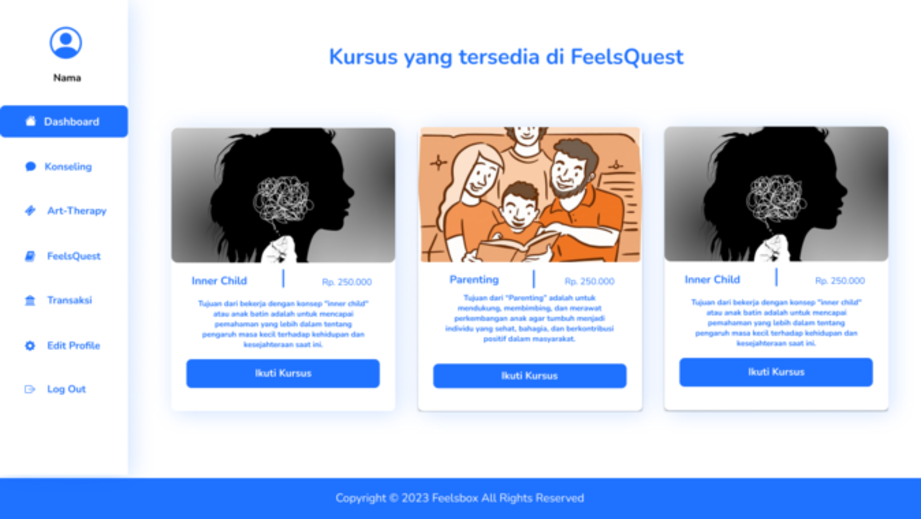 Nama
Dashboard
Konseling
Art-Therapy
FeelsQuest
Transaksi
Edit Profile
Log Out
Kursus yang tersedia di FeelsQuest
Inner Child
Rp. 250.000
Tujuan dari bekerja dengan konsep "inner child"
atau anak batin adalah untuk mencapai
pemahaman yang lebih dalam tentang
pengaruh masa kecil terhadap kehidupan dan
kesejahteraan saat ini.
Ikuti Kursus
Parenting
Rp. 250.000
Tujuan dari "Parenting" adalah untuk
mendukung, membimbing, dan merawat
perkembangan anak agar tumbuh menjadi
individu yang sehat, bahagia, dan berkontribusi
positif dalam masyarakat.
Ikuti Kursus
Inner Child
Rp. 250.000
Tujuan dari bekerja dengan konsep "inner child"
atau anak batin adalah untuk mencapai
pemahaman yang lebih dalam tentang
pengaruh masa kecil terhadap kehidupan dan
kesejahteraan saat ini.
Ikuti Kursus
Copyright © 2023 Feelsbox All Rights Reserved